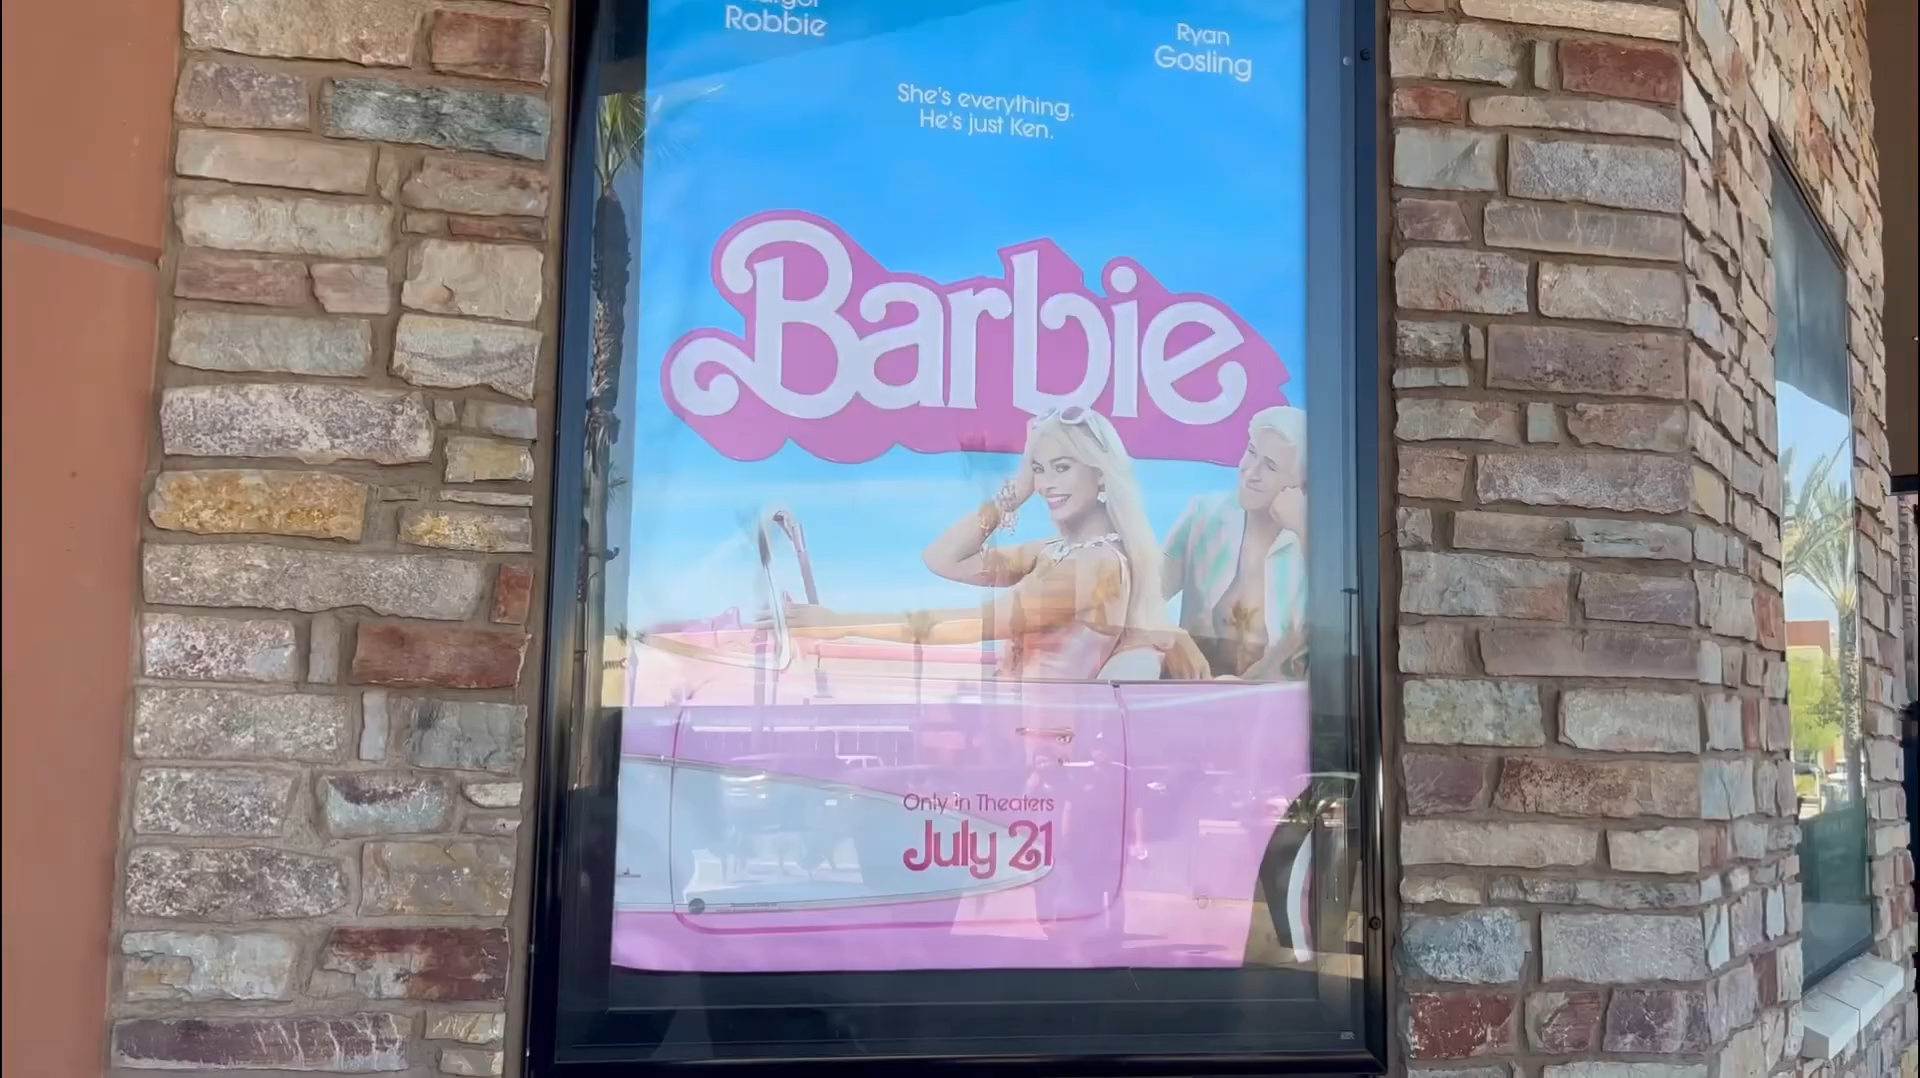 Robbie
Ryan
Gosling
She's everything.
He's just Ken.
Barbie
Only in Theaters
July 21